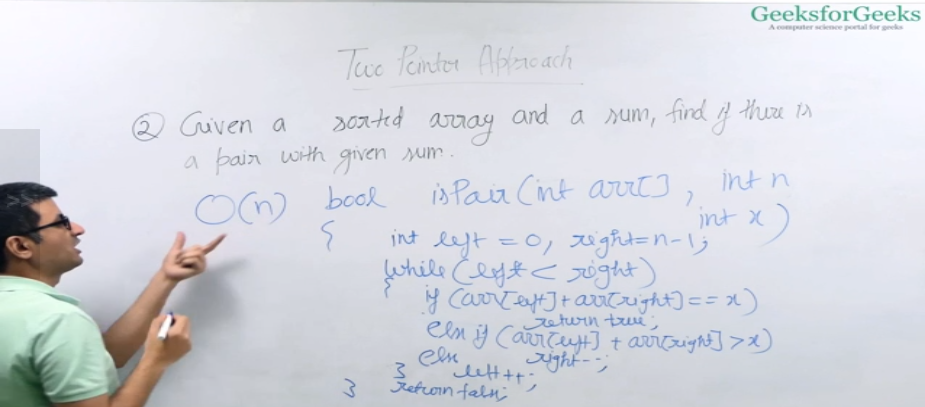 GeeksforGeeks
A computer science portal for geeks
Two Pointer Approach
② Given a sorted array and a sum, find if there is
a pair with given sum.
O(n) bool isPair(int arr[], int n
int x)
{ int left = 0, right=n-1;
while(left < right)
{ if (arr[left]+arr[right]==x)
return true;
else if (arr[left] + arr[right] >x)
right--;
else
left++;
}
return false;
}